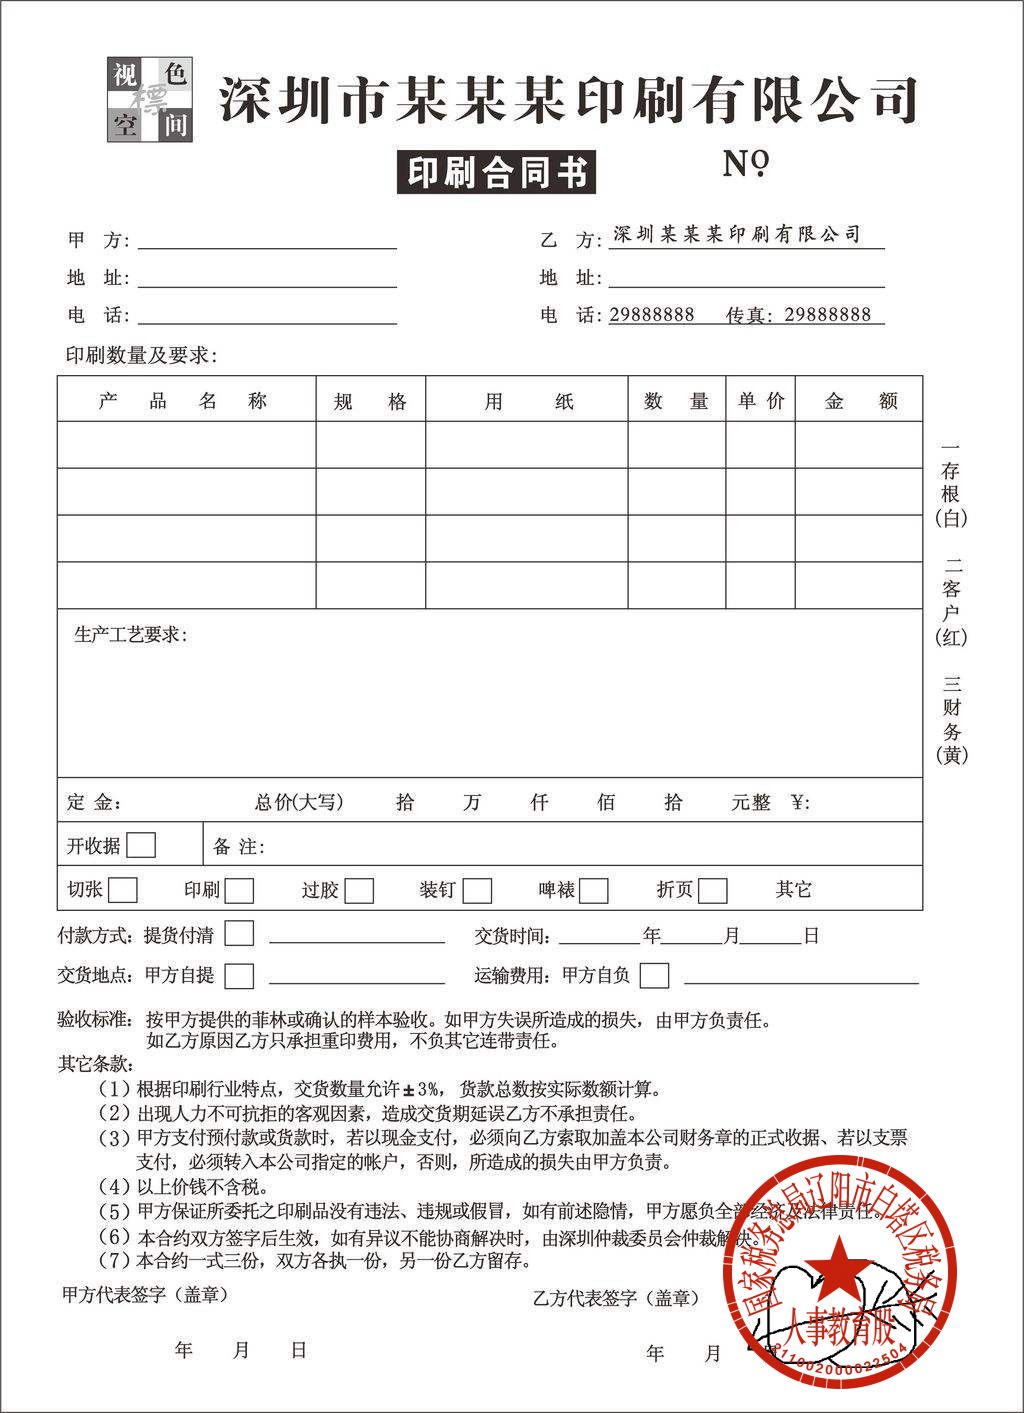 视色標空间
深圳市某某某印刷有限公司
印刷合同书
Nº
甲 方:
乙 方: 深圳某某某印刷有限公司
地 址:
地 址:
电 话:
电 话: 29888888 传真: 29888888
印刷数量及要求:
产 品 名 称 规 格 用 纸 数 量 单 价 金 额
一存根(白) 二客户(红) 三财务(黄)
生产工艺要求:
定 金: 总价(大写) 拾 万 仟 佰 拾 元整 ¥:
开收据 备 注:
切张 印刷 过胶 装钉 啤裱 折页 其它
付款方式: 提货付清 交货时间: 年 月 日
交货地点: 甲方自提 运输费用: 甲方自负
验收标准: 按甲方提供的菲林或确认的样本验收。如甲方失误所造成的损失, 由甲方负责任。
如乙方原因乙方只承担重印费用, 不负其它连带责任。
其它条款:
(1) 根据印刷行业特点, 交货数量允许±3%, 货款总数按实际数额计算。
(2) 出现人力不可抗拒的客观因素, 造成交货期延误乙方不承担责任。
(3) 甲方支付预付款或货款时, 若以现金支付, 必须向乙方索取加盖本公司财务章的正式收据、若以支票
支付, 必须转入本公司指定的帐户, 否则, 所造成的损失由甲方负责。
(4) 以上价钱不含税。
(5) 甲方保证所委托之印刷品没有违法、违规或假冒, 如有前述隐情, 甲方愿负全部经济及法律责任。
(6) 本合约双方签字后生效, 如有异议不能协商解决时, 由深圳仲裁委员会仲裁解决。
(7) 本合约一式三份, 双方各执一份, 另一份乙方留存。
甲方代表签字 (盖章)
乙方代表签字 (盖章)
年 月 日
年 月 日
国家税务总局辽阳市白塔区税务局
人事教育股
211002000022504